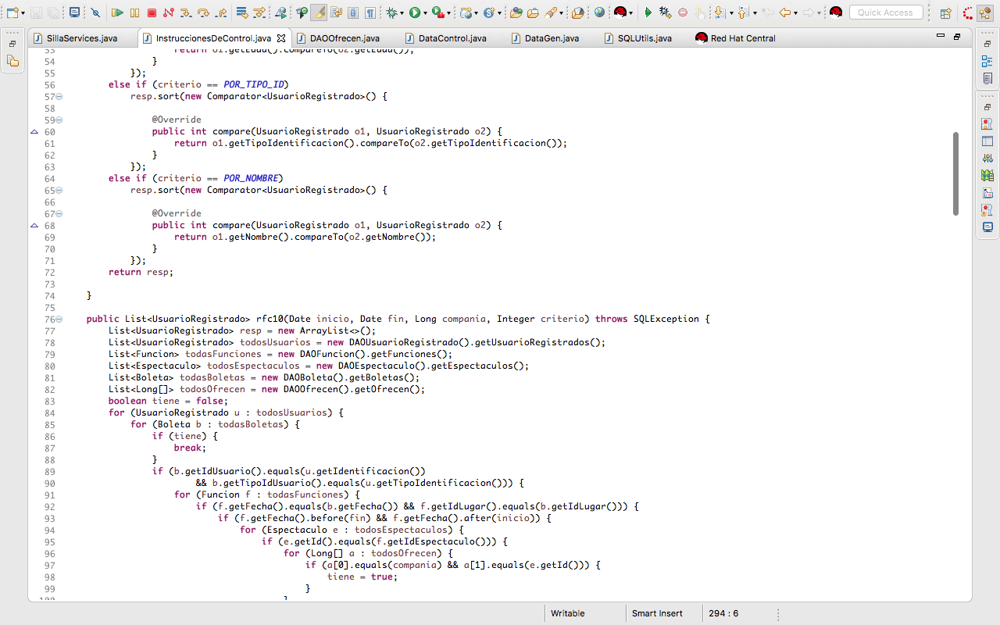 Quick Access
SillaServices.java
InstruccionesDeControl.java
DAOOfrecen.java
DataControl.java
DataGen.java
SQLUtils.java
Red Hat Central
53 return o1.getEdad().compareTo(o2.getEdad());
54 }
55 });
56 else if (criterio == POR_TIPO_ID)
57 resp.sort(new Comparator<UsuarioRegistrado>() {
58
59 @Override
60 public int compare(UsuarioRegistrado o1, UsuarioRegistrado o2) {
61 return o1.getTipoIdentificacion().compareTo(o2.getTipoIdentificacion());
62 }
63 });
64 else if (criterio == POR_NOMBRE)
65 resp.sort(new Comparator<UsuarioRegistrado>() {
66
67 @Override
68 public int compare(UsuarioRegistrado o1, UsuarioRegistrado o2) {
69 return o1.getNombre().compareTo(o2.getNombre());
70 }
71 });
72 return resp;
73
74 }
75
76 public List<UsuarioRegistrado> rfc10(Date inicio, Date fin, Long compania, Integer criterio) throws SQLException {
77 List<UsuarioRegistrado> resp = new ArrayList<>();
78 List<UsuarioRegistrado> todosUsuarios = new DAOUsuarioRegistrado().getUsuarioRegistrados();
79 List<Funcion> todasFunciones = new DAOFuncion().getFunciones();
80 List<Espectaculo> todosEspectaculos = new DAOEspectaculo().getEspectaculos();
81 List<Boleta> todasBoletas = new DAOBoleta().getBoletas();
82 List<Long[]> todosOfrecen = new DAOOfrecen().getOfrecen();
83 boolean tiene = false;
84 for (UsuarioRegistrado u : todosUsuarios) {
85 for (Boleta b : todasBoletas) {
86 if (tiene) {
87 break;
88 }
89 if (b.getIdUsuario().equals(u.getIdentificacion())
90 && b.getTipoIdUsuario().equals(u.getTipoIdentificacion())) {
91 for (Funcion f : todasFunciones) {
92 if (f.getFecha().equals(b.getFecha()) && f.getIdLugar().equals(b.getIdLugar())) {
93 if (f.getFecha().before(fin) && f.getFecha().after(inicio)) {
94 for (Espectaculo e : todosEspectaculos) {
95 if (e.getId().equals(f.getIdEspectaculo())) {
96 for (Long[] a : todosOfrecen) {
97 if (a[0].equals(compania) && a[1].equals(e.getId())) {
98 tiene = true;
99 }
100 }
Writable
Smart Insert
294 : 6